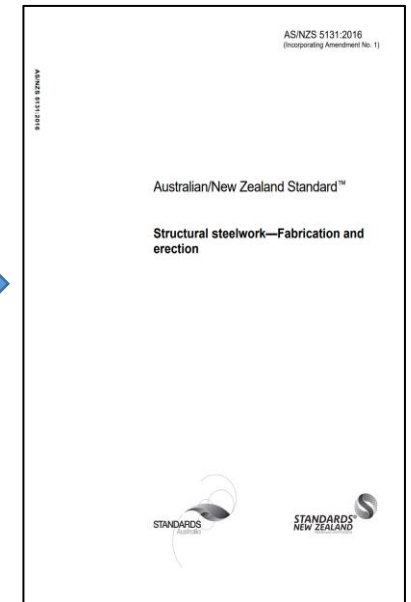 AS/NZS 5131:2016
(Incorporating Amendment No. 1)
AS/NZS 5131:2016
Australian/New Zealand Standard™
Structural steelwork—Fabrication and
erection
STANDARDS
Australia
STANDARDS®
NEW ZEALAND